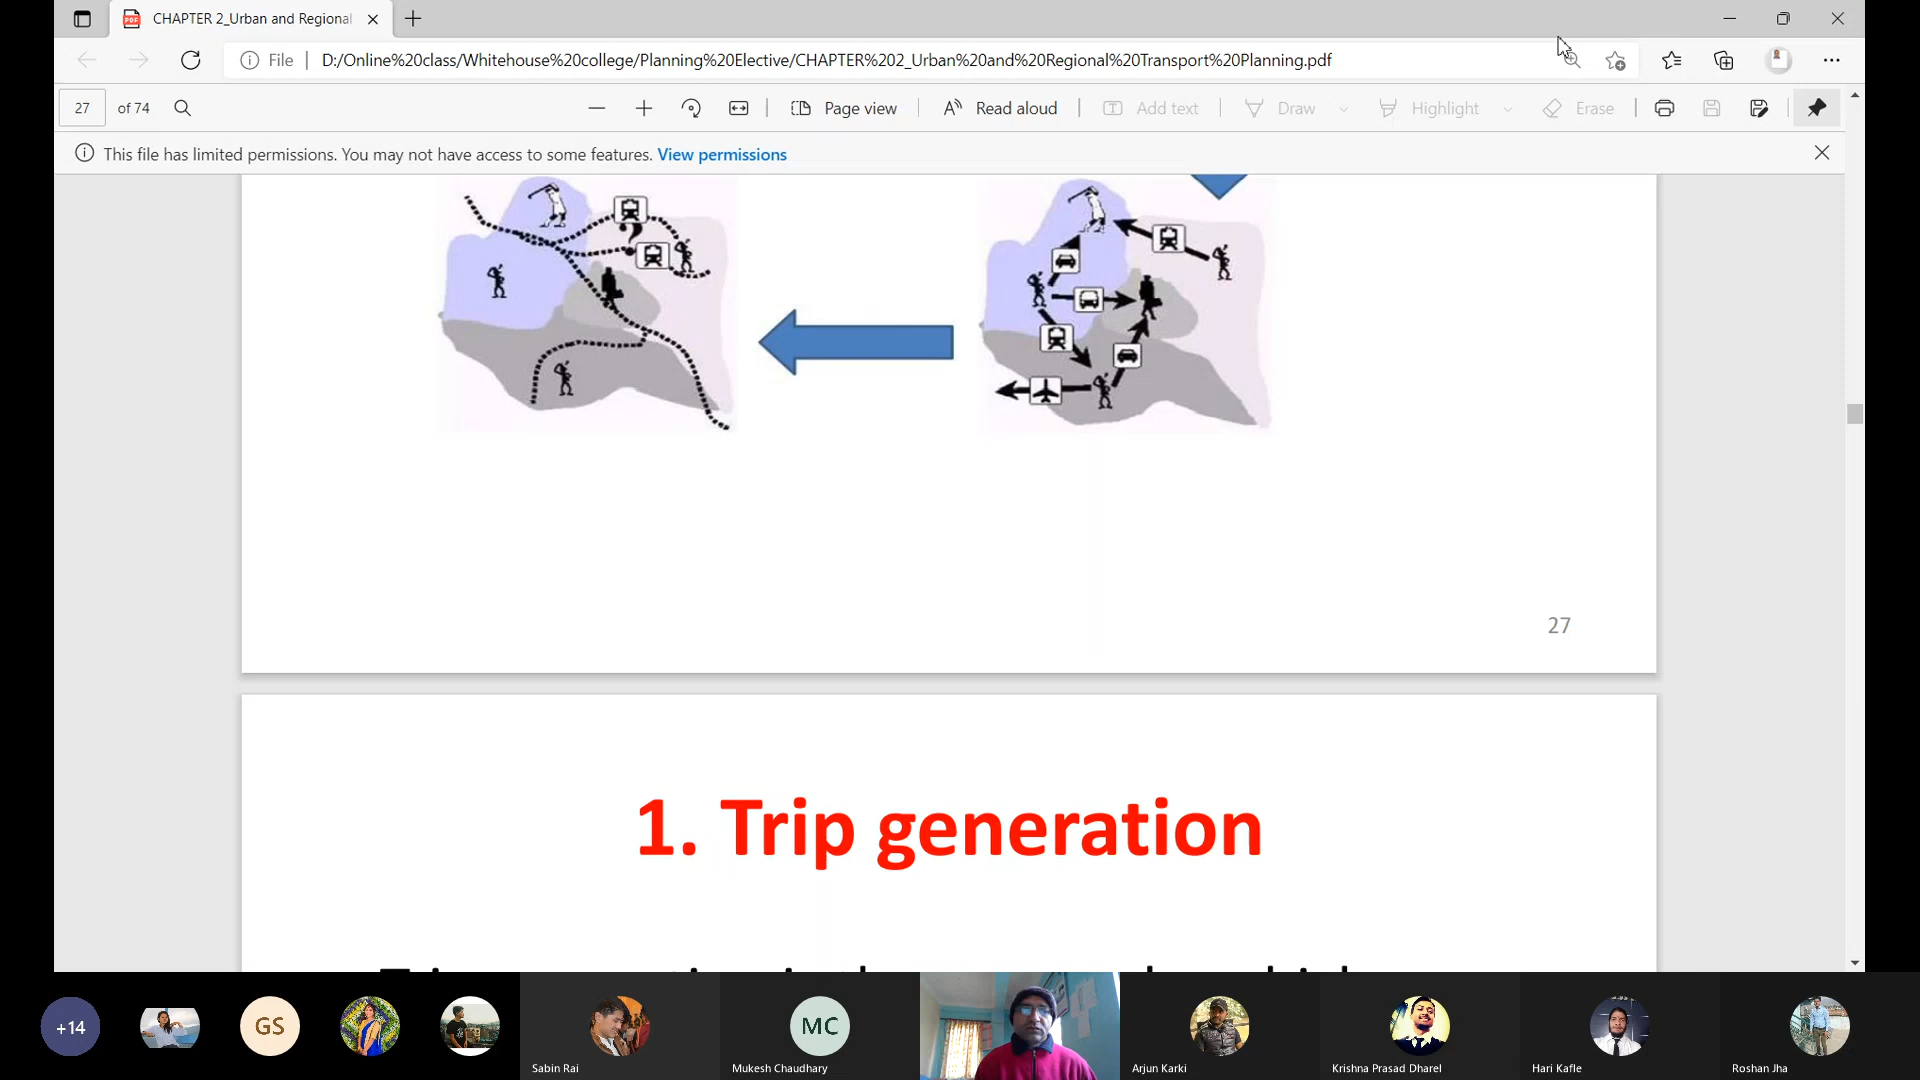 CHAPTER 2_Urban and Regional
File
D:/Online%20class/Whitehouse%20college/Planning%20Elective/CHAPTER%202_Urban%20and%20Regional%20Transport%20Planning.pdf
27 of 74
Page view
Read aloud
Add text
Draw
Highlight
Erase
This file has limited permissions. You may not have access to some features. View permissions
27
1. Trip generation
+14
GS
MC
Sabin Rai
Mukesh Chaudhary
Arjun Karki
Krishna Prasad Dharel
Hari Kafle
Roshan Jha